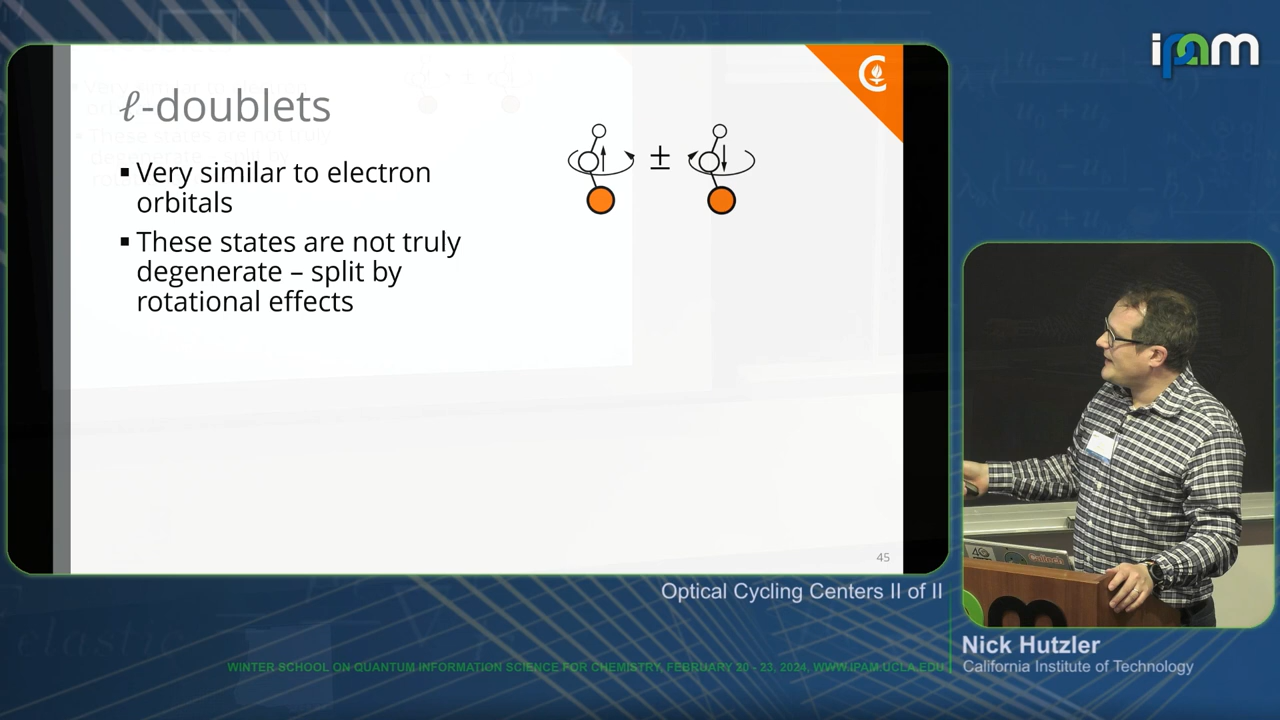 ipam
ℓ-doublets
▪ Very similar to electron
orbitals
▪ These states are not truly
degenerate – split by
rotational effects
±
45
Optical Cycling Centers II of II
Nick Hutzler
California Institute of Technology
WINTER SCHOOL ON QUANTUM INFORMATION SCIENCE FOR CHEMISTRY, FEBRUARY 20 - 23, 2024, WWW.IPAM.UCLA.EDU